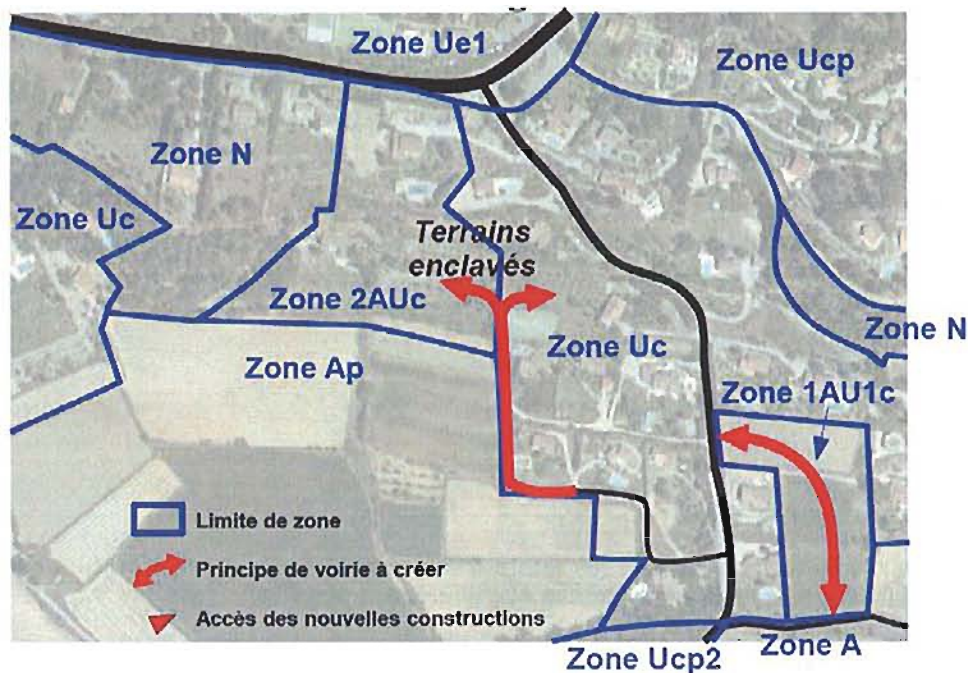 Zone Ue1
Zone Ucp
Zone N
Zone Uc
Terrains
enclavés
Zone 2AUc
Zone N
Zone Uc
Zone Ap
Zone 1AU1c
Limite de zone
Principe de voirie à créer
Accès des nouvelles constructions
Zone Ucp2
Zone A